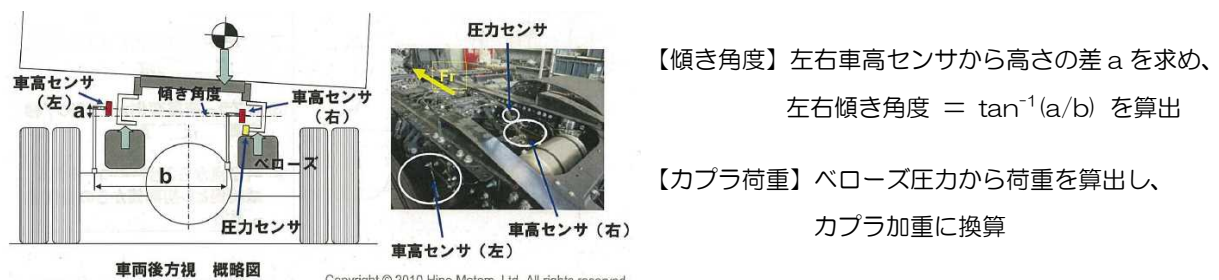 車高センサ
（左）
a
傾き角度
車高センサ
（右）
b
ベローズ
圧力センサ
車両後方視 概略図
圧力センサ
Fr
車高センサ（右）
車高センサ（左）
Copyright © 2010 Hino Motors, Ltd. All rights reserved
【傾き角度】左右車高センサから高さの差 a を求め、
左右傾き角度 ＝ tan⁻¹(a/b) を算出
【カプラ荷重】ベローズ圧力から荷重を算出し、
カプラ加重に換算